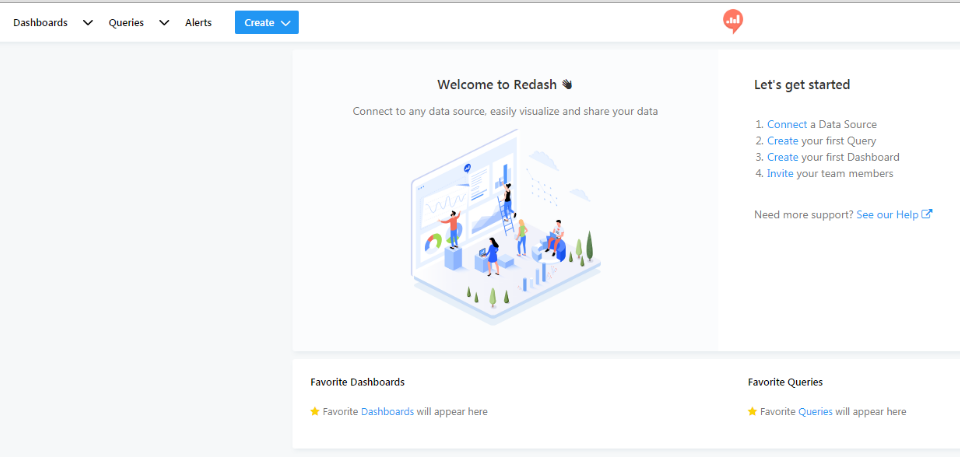 Dashboards Queries Alerts Create
Welcome to Redash
Connect to any data source, easily visualize and share your data
Let's get started
1. Connect a Data Source
2. Create your first Query
3. Create your first Dashboard
4. Invite your team members
Need more support? See our Help
Favorite Dashboards
Favorite Dashboards will appear here
Favorite Queries
Favorite Queries will appear here